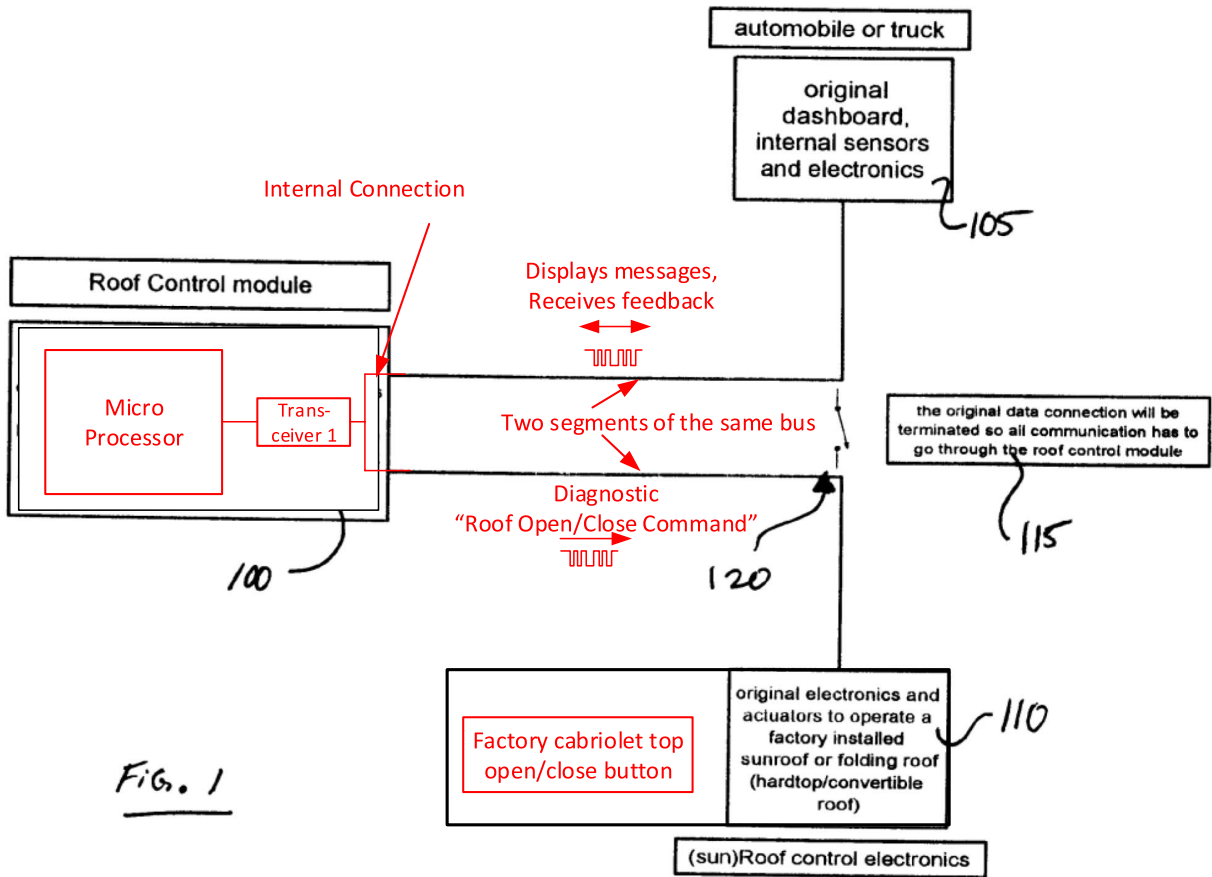 automobile or truck
original
dashboard,
internal sensors
and electronics
105
Internal Connection
Roof Control module
Displays messages,
Receives feedback
Micro
Processor
Trans-
ceiver 1
Two segments of the same bus
the original data connection will be
terminated so all communication has to
go through the roof control module
115
Diagnostic
“Roof Open/Close Command”
100
120
original electronics and
actuators to operate a
factory installed
sunroof or folding roof
(hardtop/convertible
roof)
110
Factory cabriolet top
open/close button
FiG. 1
(sun)Roof control electronics